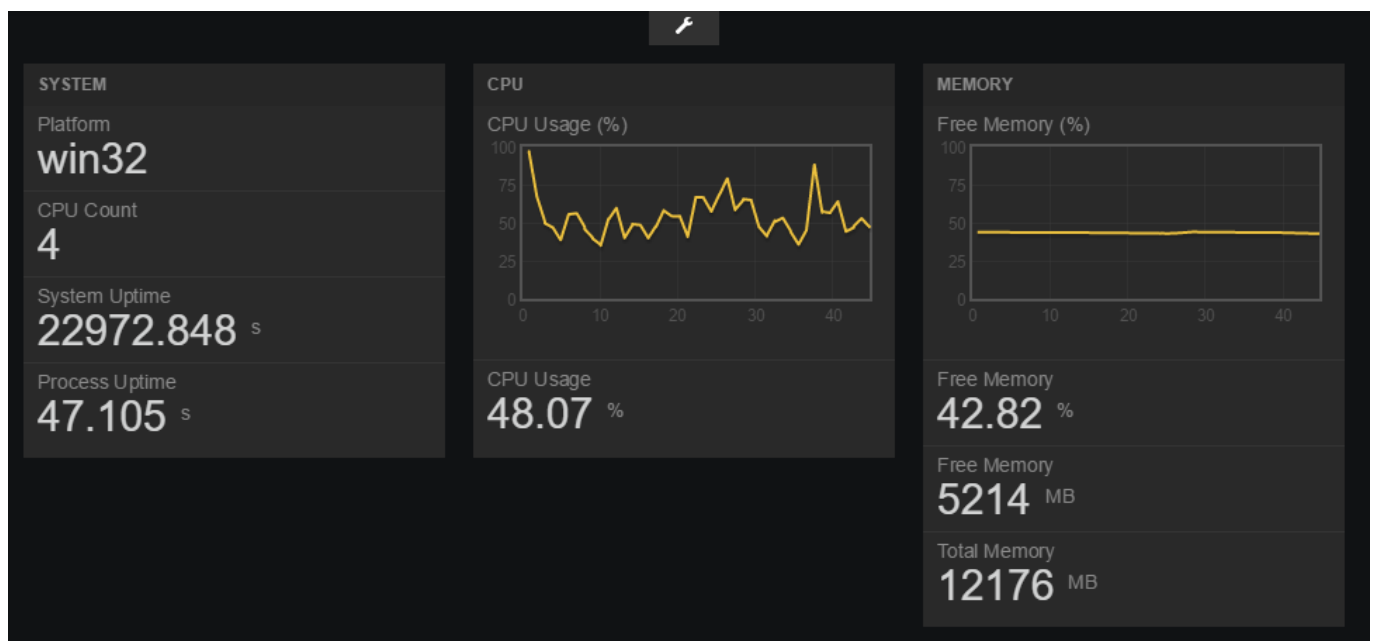 SYSTEM
Platform
win32
CPU Count
4
System Uptime
22972.848 s
Process Uptime
47.105 s
CPU
CPU Usage (%)
100
75
50
25
0
0 10 20 30 40
CPU Usage
48.07 %
MEMORY
Free Memory (%)
100
75
50
25
0
0 10 20 30 40
Free Memory
42.82 %
Free Memory
5214 MB
Total Memory
12176 MB